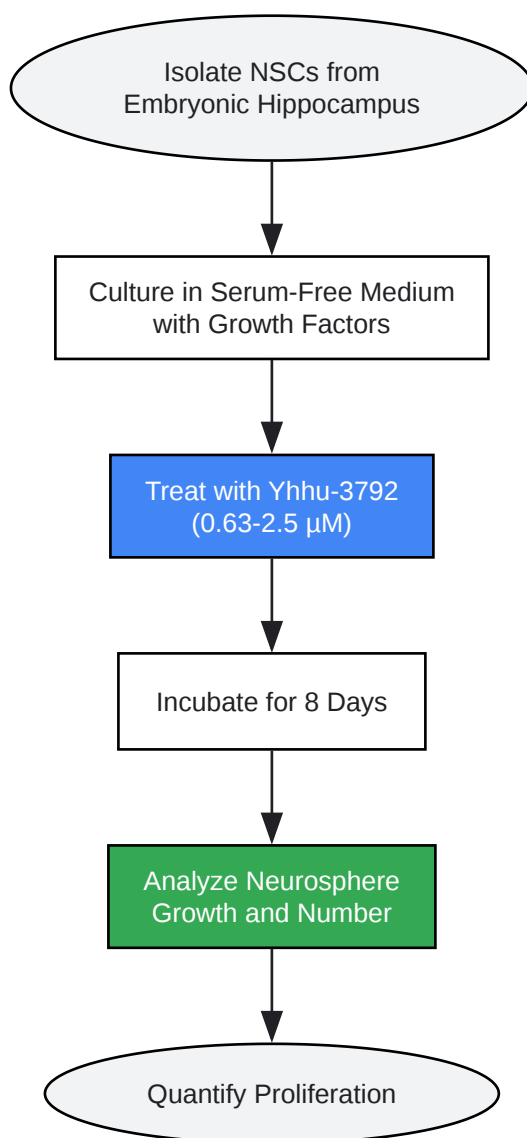 Isolate NSCs from
Embryonic Hippocampus
Culture in Serum-Free Medium
with Growth Factors
Treat with Yhhu-3792
(0.63-2.5 µM)
Incubate for 8 Days
Analyze Neurosphere
Growth and Number
Quantify Proliferation